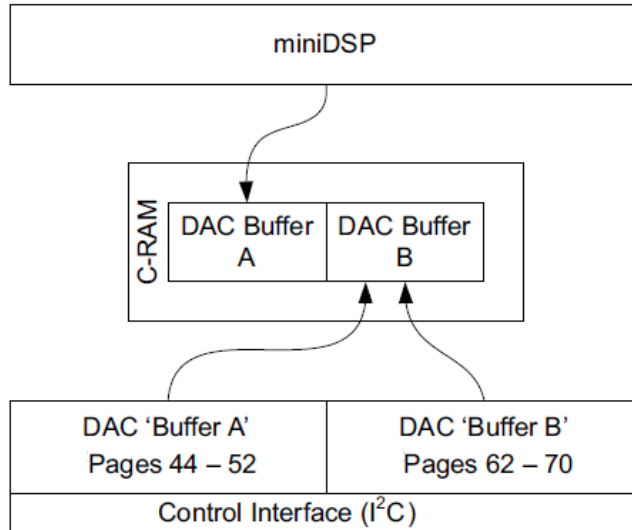 miniDSP
C-RAM
DAC Buffer
A
DAC Buffer
B
DAC ‘Buffer A’
Pages 44 – 52
DAC ‘Buffer B’
Pages 62 – 70
Control Interface (I²C)